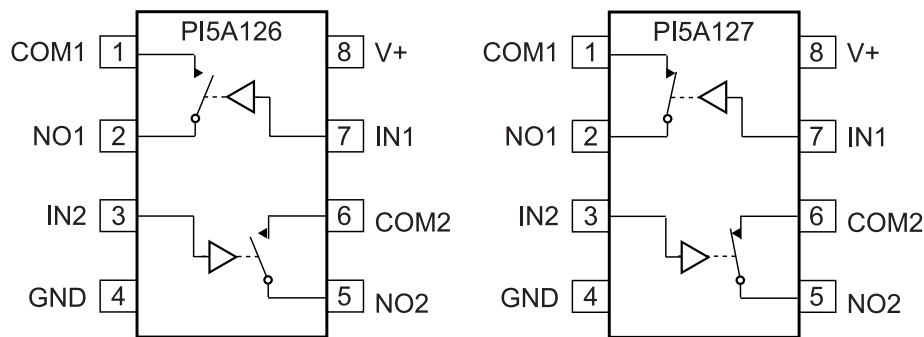 PI5A126
COM1 1 8 V+
NO1 2 7 IN1
IN2 3 6 COM2
GND 4 5 NO2
PI5A127
COM1 1 8 V+
NO1 2 7 IN1
IN2 3 6 COM2
GND 4 5 NO2